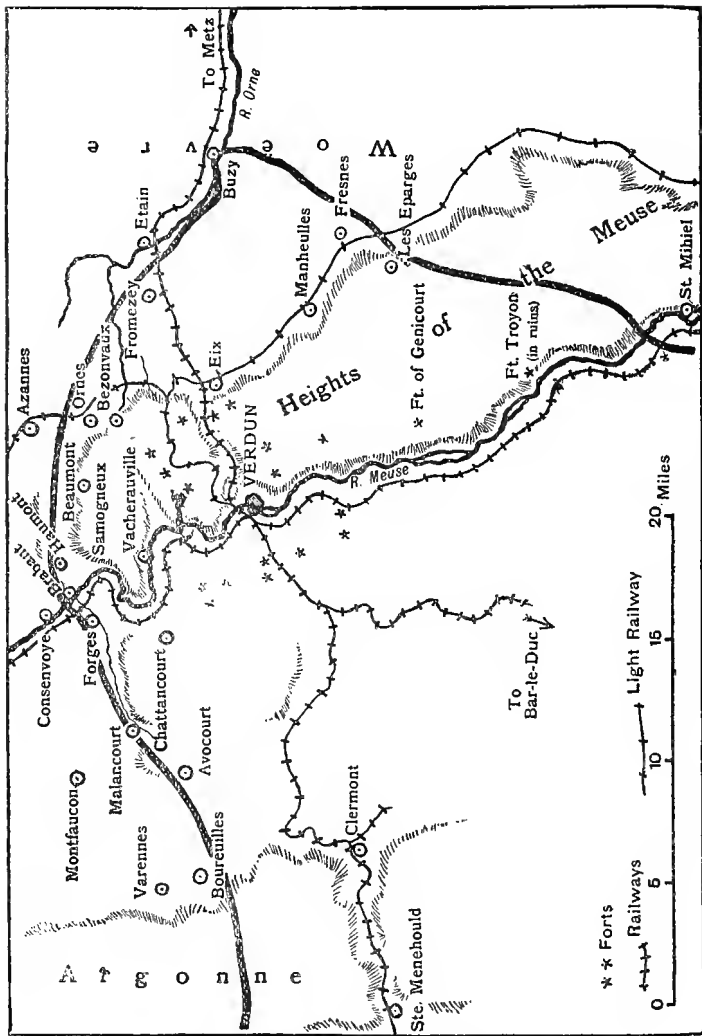 To Metz
R. Orne
Woevre
Buzy
Etain
Fresnes
Manheulles
Les Eparges
Fromezey
Eix
Azannes
Ornes
Bezonvaux
Beaumont
Haumont
Samogneux
Brabant
Vacherauville
Consenvoye
Forges
Chattancourt
Malancourt
Avocourt
Montfaucon
Varennes
Boureuilles
Argonne
VERDUN
Heights
of
the
Meuse
R. Meuse
Ft. of Genicourt
Ft. Troyon
(in ruins)
St. Mihiel
To
Bar-le-Duc
Clermont
Ste. Menehould
* * Forts
Railways
Light Railway
0 5 10 15 20 Miles